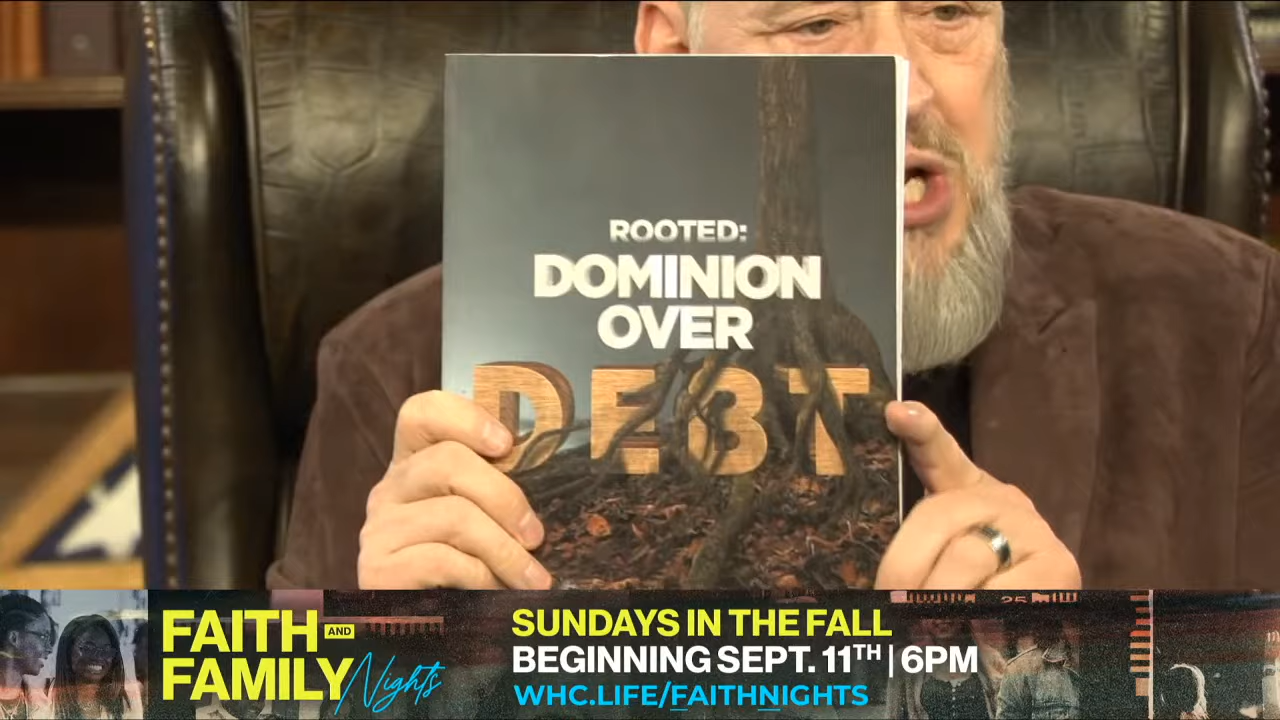 ROOTED:
DOMINION
OVER
DEBT
FAITH AND
FAMILY Nights
SUNDAYS IN THE FALL
BEGINNING SEPT. 11TH | 6PM
WHC.LIFE/FAITHNIGHTS
25